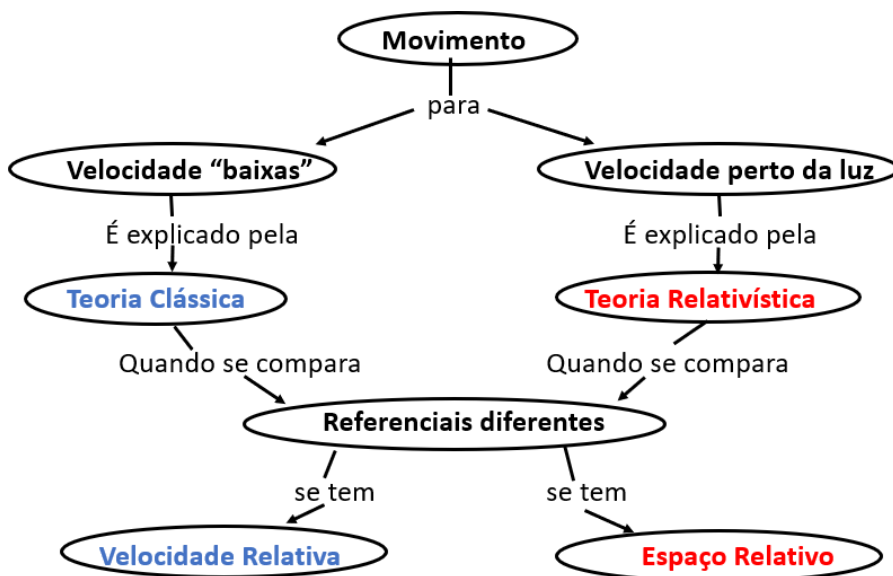 Movimento
para
Velocidade “baixas”
Velocidade perto da luz
É explicado pela
É explicado pela
Teoria Clássica
Teoria Relativística
Quando se compara
Quando se compara
Referenciais diferentes
se tem
se tem
Velocidade Relativa
Espaço Relativo